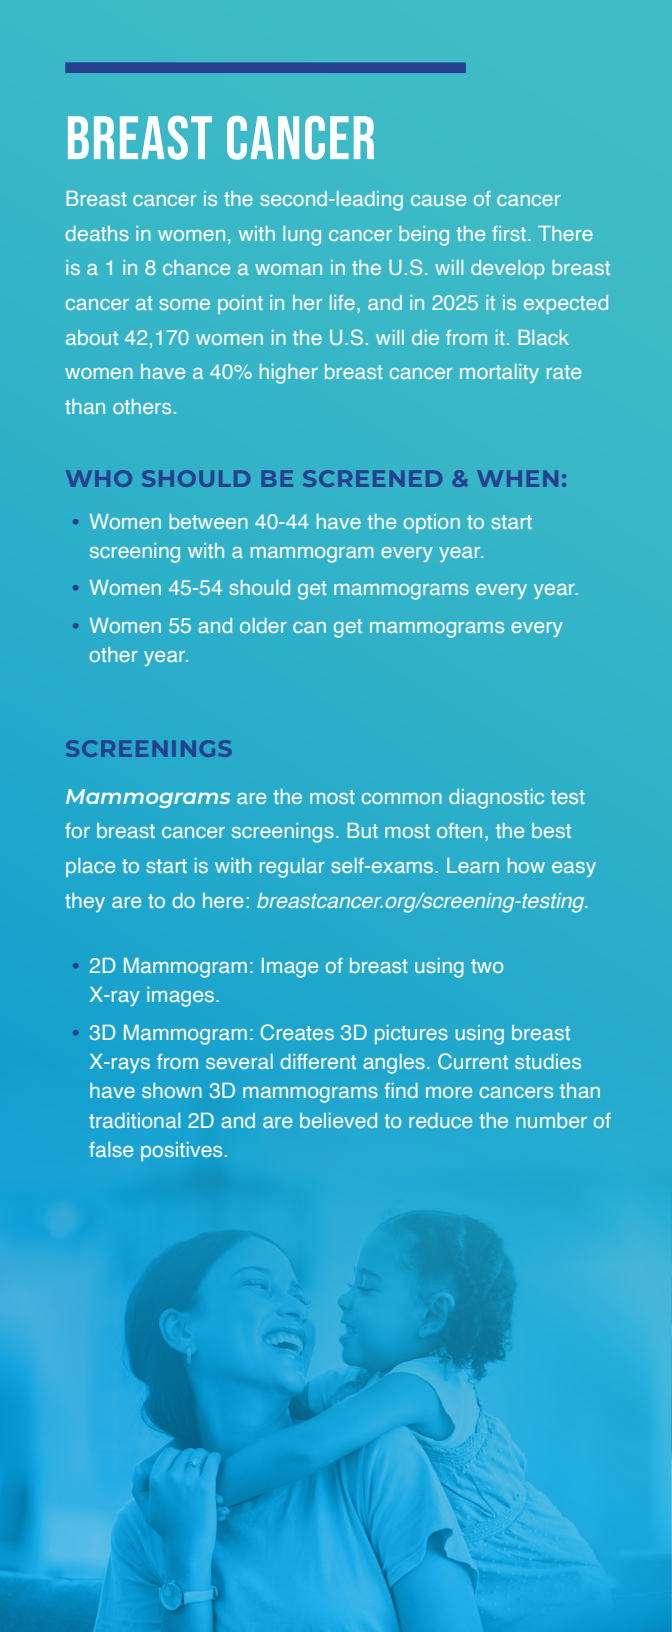 BREAST CANCER
Breast cancer is the second-leading cause of cancer
deaths in women, with lung cancer being the first. There
is a 1 in 8 chance a woman in the U.S. will develop breast
cancer at some point in her life, and in 2025 it is expected
about 42,170 women in the U.S. will die from it. Black
women have a 40% higher breast cancer mortality rate
than others.
WHO SHOULD BE SCREENED & WHEN:
• Women between 40-44 have the option to start
screening with a mammogram every year.
• Women 45-54 should get mammograms every year.
• Women 55 and older can get mammograms every
other year.
SCREENINGS
Mammograms are the most common diagnostic test
for breast cancer screenings. But most often, the best
place to start is with regular self-exams. Learn how easy
they are to do here: breastcancer.org/screening-testing.
• 2D Mammogram: Image of breast using two
X-ray images.
• 3D Mammogram: Creates 3D pictures using breast
X-rays from several different angles. Current studies
have shown 3D mammograms find more cancers than
traditional 2D and are believed to reduce the number of
false positives.